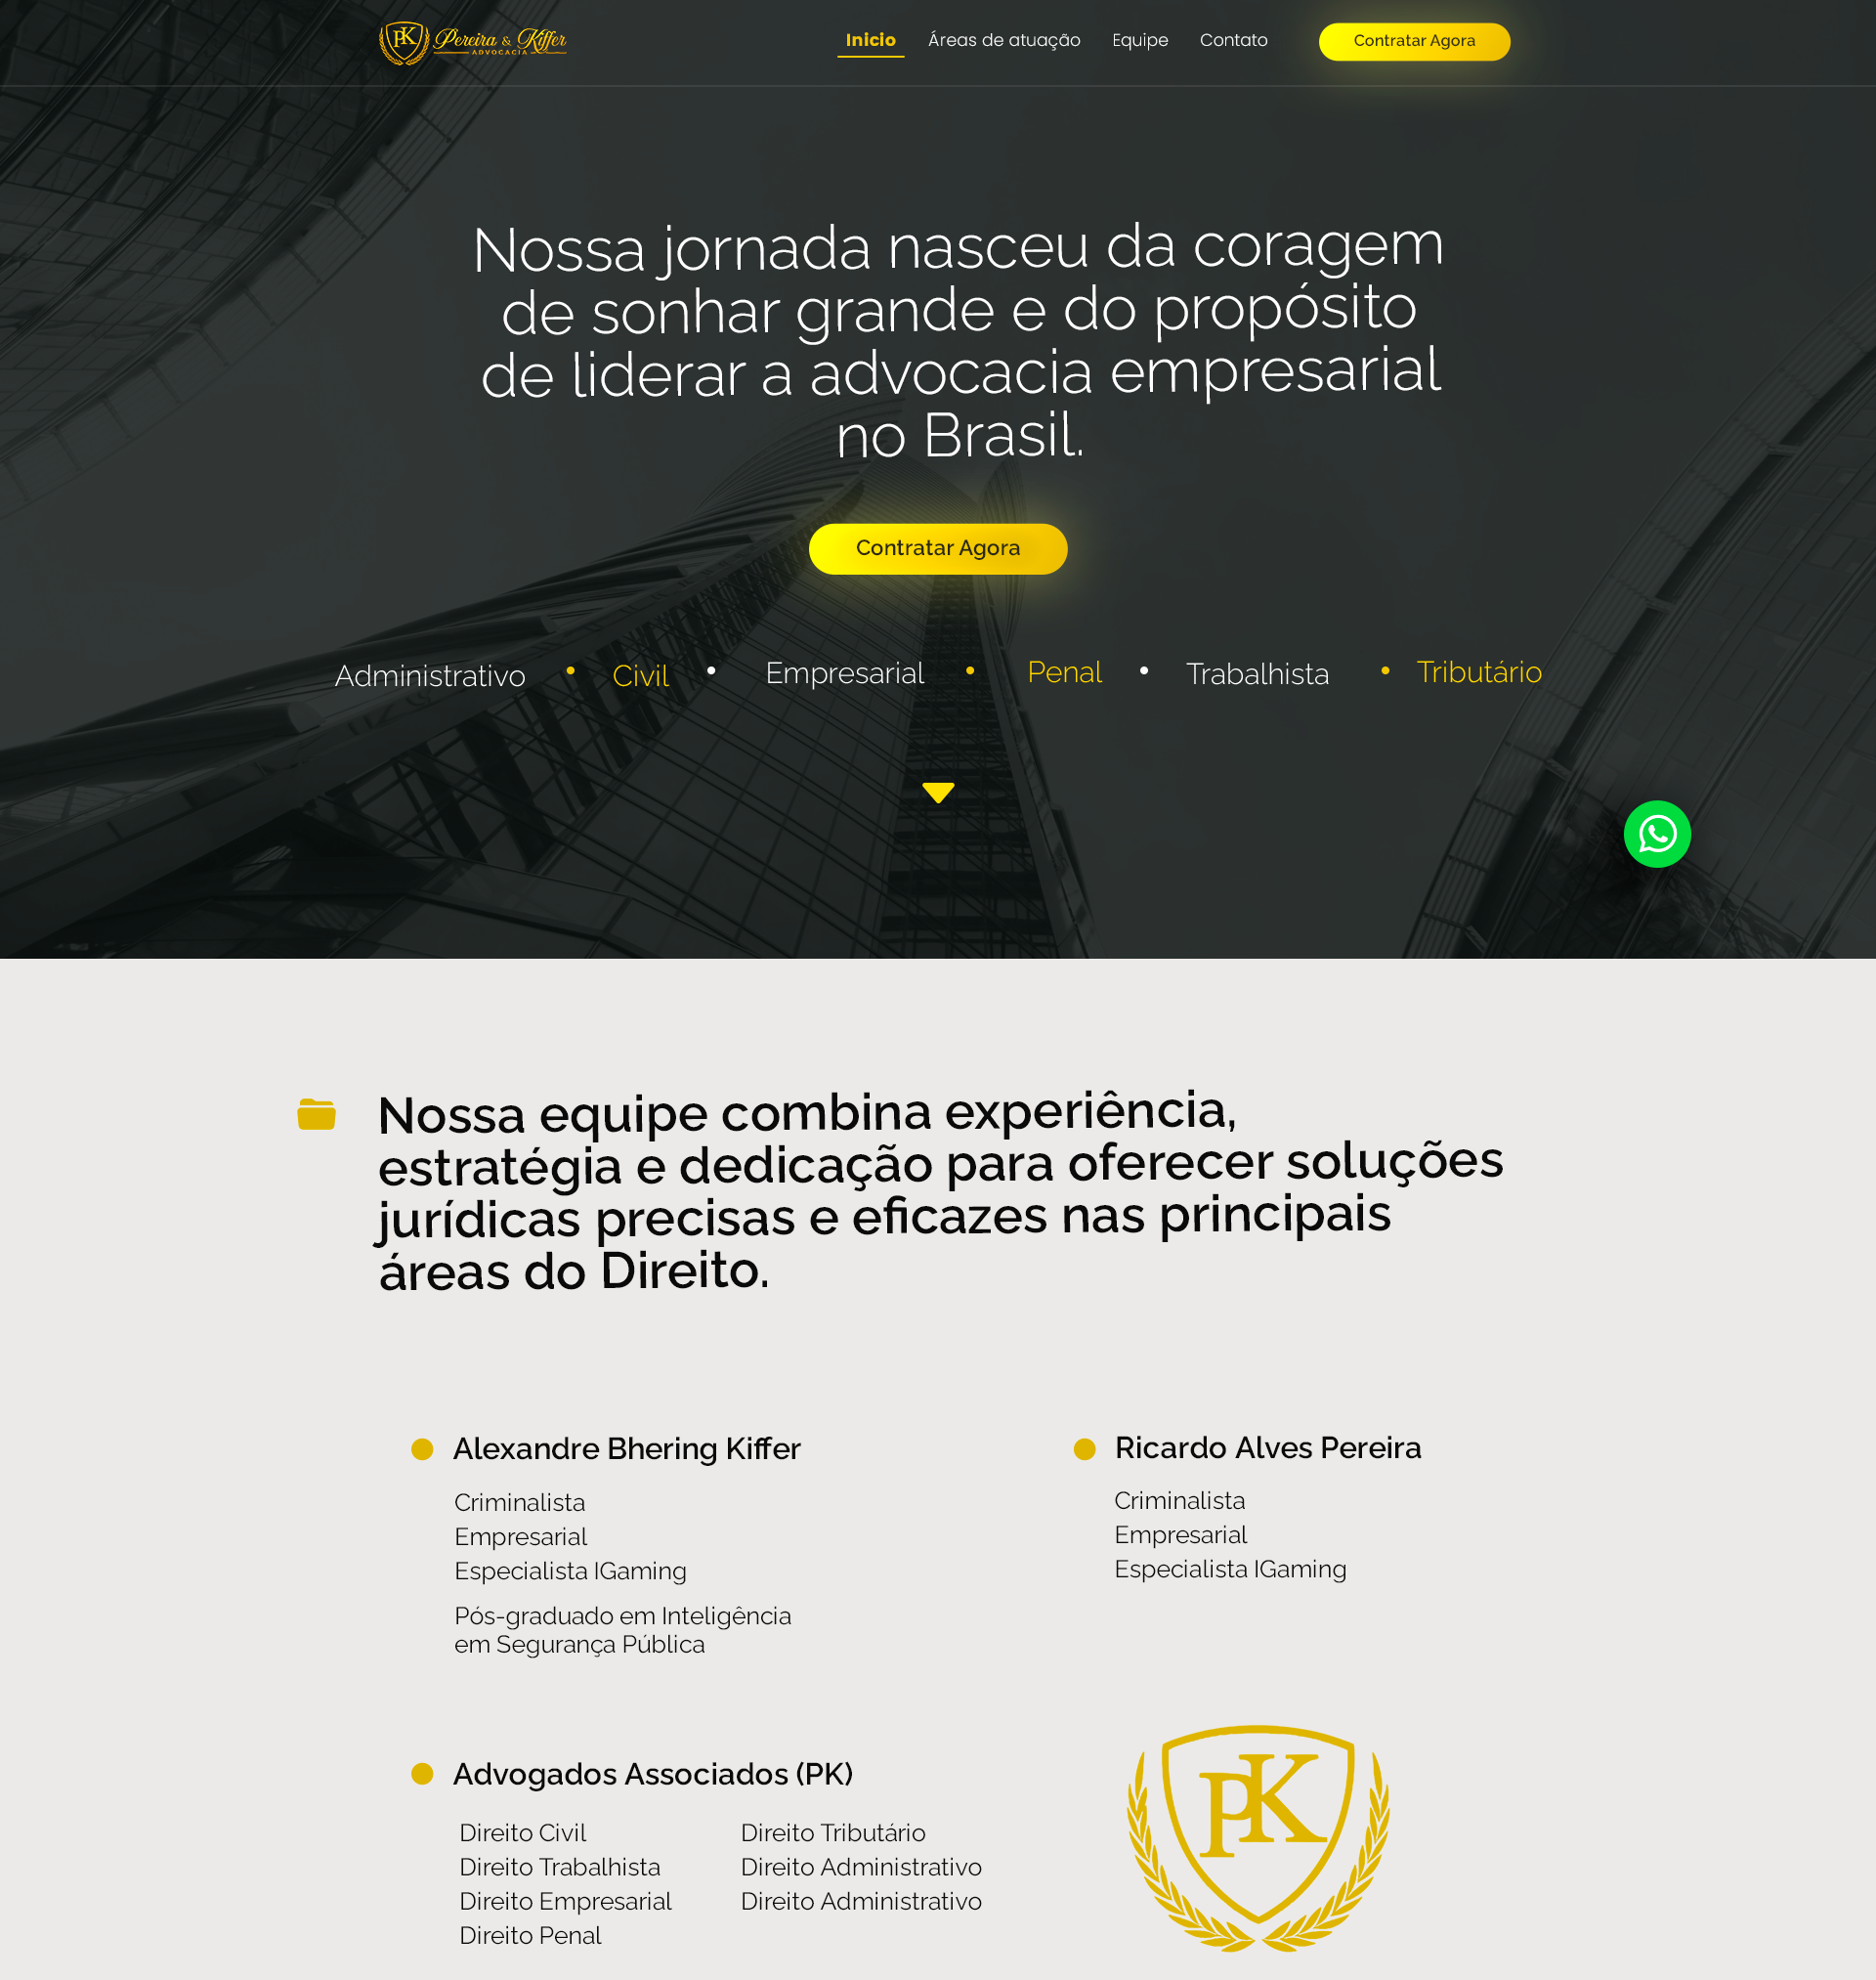 PK Pereira & Kiffer
ADVOCACIA
Inicio Áreas de atuação Equipe Contato Contratar Agora
Nossa jornada nasceu da coragem
de sonhar grande e do propósito
de liderar a advocacia empresarial
no Brasil.
Contratar Agora
Administrativo • Civil • Empresarial • Penal • Trabalhista • Tributário
Nossa equipe combina experiência,
estratégia e dedicação para oferecer soluções
jurídicas precisas e eficazes nas principais
áreas do Direito.
Alexandre Bhering Kiffer
Criminalista
Empresarial
Especialista IGaming
Pós-graduado em Inteligência
em Segurança Pública
Ricardo Alves Pereira
Criminalista
Empresarial
Especialista IGaming
Advogados Associados (PK)
Direito Civil
Direito Trabalhista
Direito Empresarial
Direito Penal
Direito Tributário
Direito Administrativo
Direito Administrativo
PK